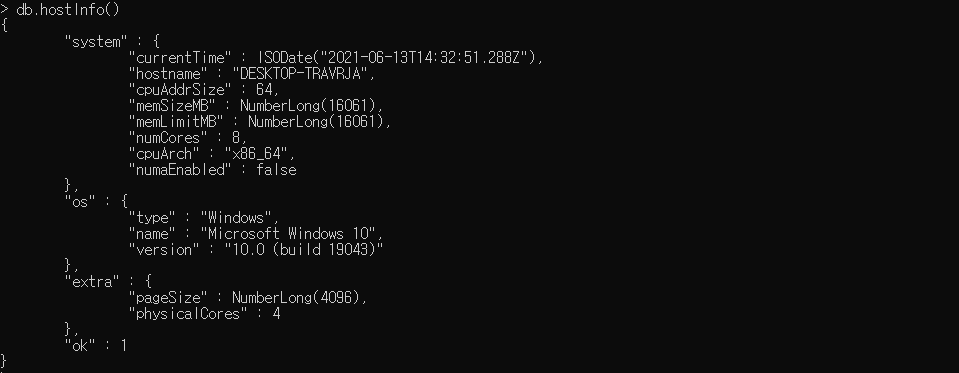 > db.hostInfo()
{
        "system" : {
                "currentTime" : ISODate("2021-06-13T14:32:51.288Z"),
                "hostname" : "DESKTOP-TRAVRJA",
                "cpuAddrSize" : 64,
                "memSizeMB" : NumberLong(16061),
                "memLimitMB" : NumberLong(16061),
                "numCores" : 8,
                "cpuArch" : "x86_64",
                "numaEnabled" : false
        },
        "os" : {
                "type" : "Windows",
                "name" : "Microsoft Windows 10",
                "version" : "10.0 (build 19043)"
        },
        "extra" : {
                "pageSize" : NumberLong(4096),
                "physicalCores" : 4
        },
        "ok" : 1
}